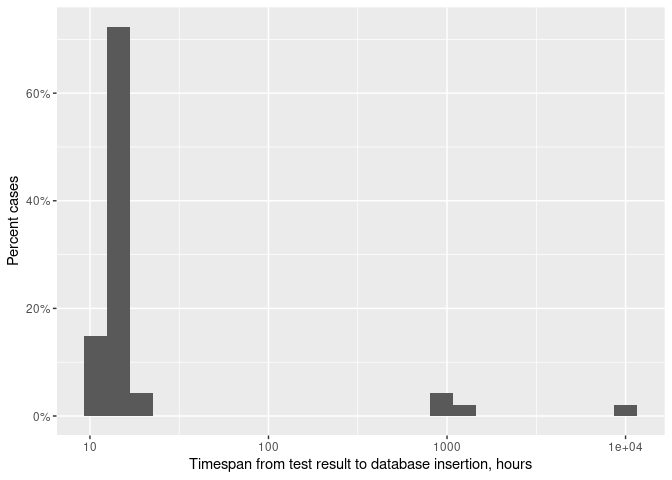 60%
40%
20%
0%
Percent cases
10
100
1000
1e+04
Timespan from test result to database insertion, hours